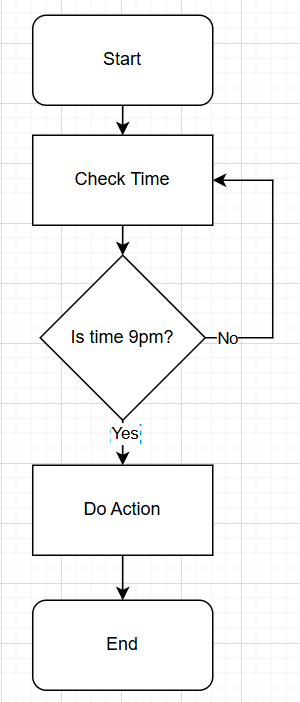 Start
Check Time
Is time 9pm?
No
Yes
Do Action
End